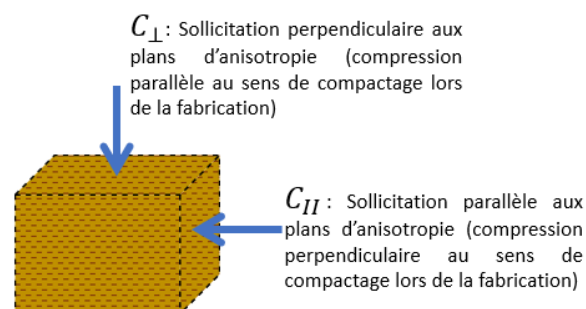 C⊥: Sollicitation perpendiculaire aux
plans d’anisotropie (compression
parallèle au sens de compactage lors
de la fabrication)
CII : Sollicitation parallèle aux
plans d’anisotropie (compression
perpendiculaire au sens de
compactage lors de la fabrication)